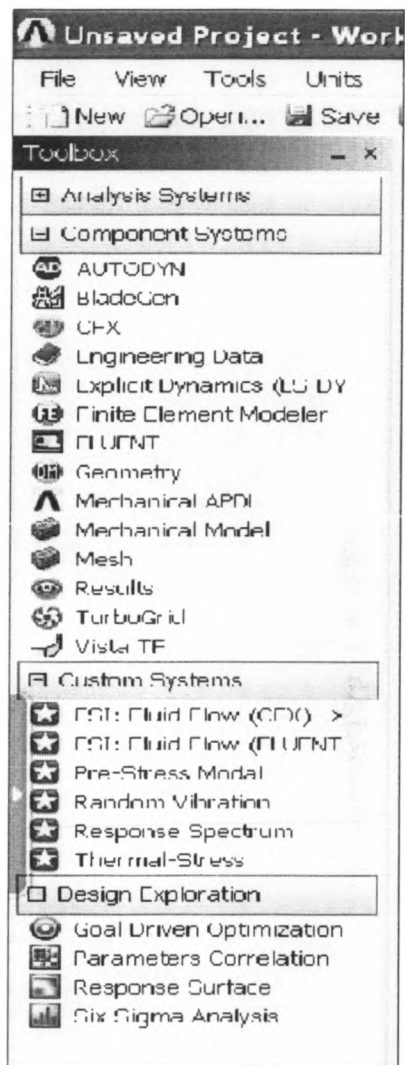 Unsaved Project - Work
File View Tools Units
New Open... Save
Toolbox
Analysis Systems
Component Systems
AUTODYN
BladeGen
CFX
Engineering Data
Explicit Dynamics (LS DY
Finite Element Modeler
FLUENT
Geometry
Mechanical APDL
Mechanical Model
Mesh
Results
TurboGrid
Vista TF
Custom Systems
FSI: Fluid Flow (CFX) >
FSI: Fluid Flow (FLUENT
Pre-Stress Modal
Random Vibration
Response Spectrum
Thermal-Stress
Design Exploration
Goal Driven Optimization
Parameters Correlation
Response Surface
Six Sigma Analysis